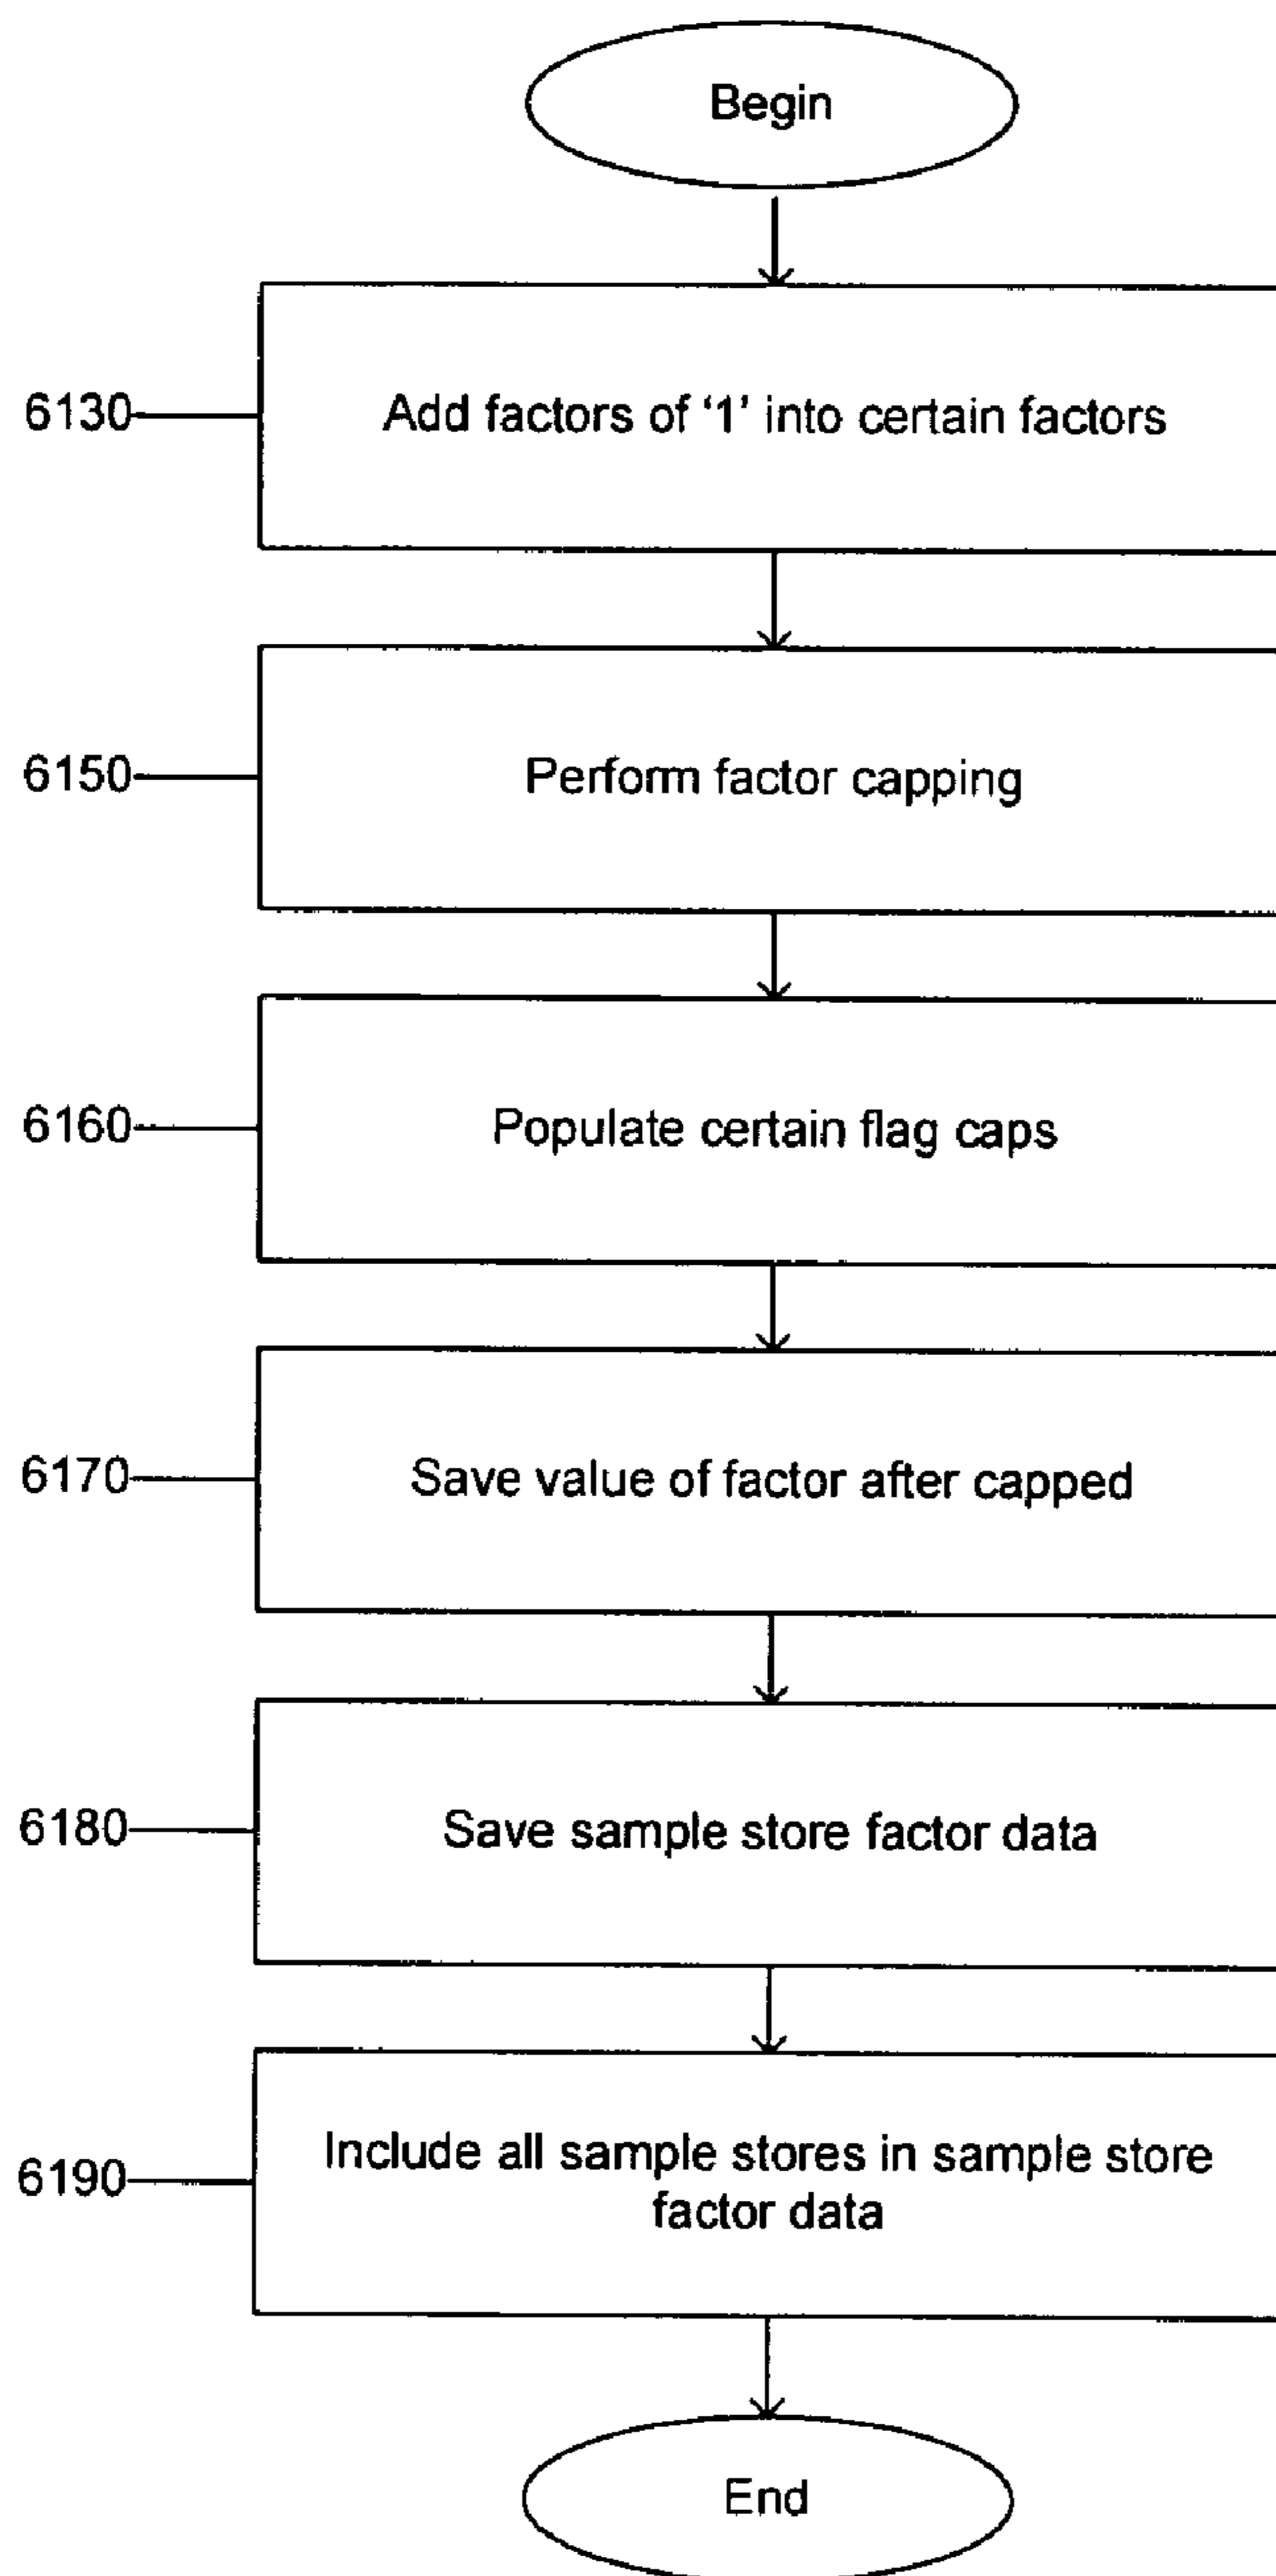 Begin
6130
Add factors of ‘1’ into certain factors
6150
Perform factor capping
6160
Populate certain flag caps
6170
Save value of factor after capped
6180
Save sample store factor data
6190
Include all sample stores in sample store
factor data
End